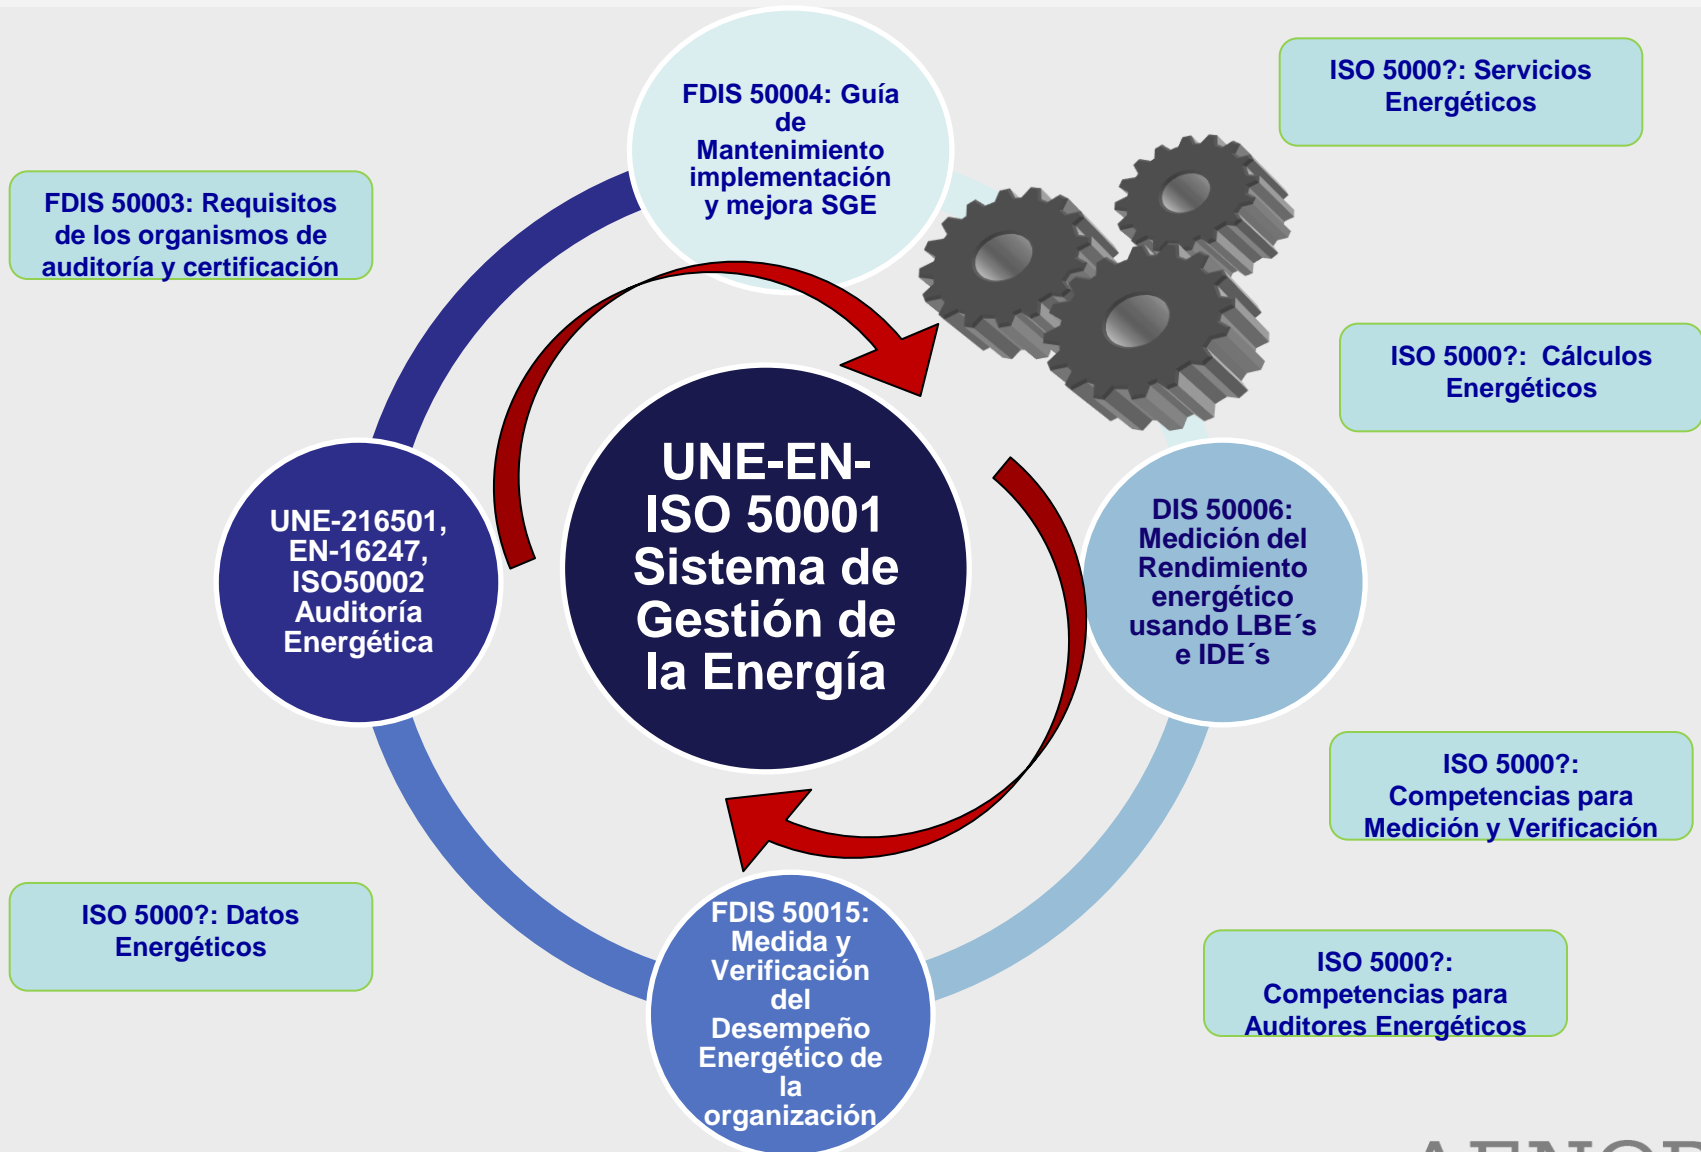 FDIS 50004: Guía
de
Mantenimiento
implementación
y mejora SGE
ISO 5000?: Servicios
Energéticos
FDIS 50003: Requisitos
de los organismos de
auditoría y certificación
ISO 5000?: Cálculos
Energéticos
UNE-EN-
ISO 50001
Sistema de
Gestión de
la Energía
UNE-216501,
EN-16247,
ISO50002
Auditoría
Energética
DIS 50006:
Medición del
Rendimiento
energético
usando LBE´s
e IDE´s
ISO 5000?:
Competencias para
Medición y Verificación
ISO 5000?: Datos
Energéticos
FDIS 50015:
Medida y
Verificación
del
Desempeño
Energético de
la
organización
ISO 5000?:
Competencias para
Auditores Energéticos